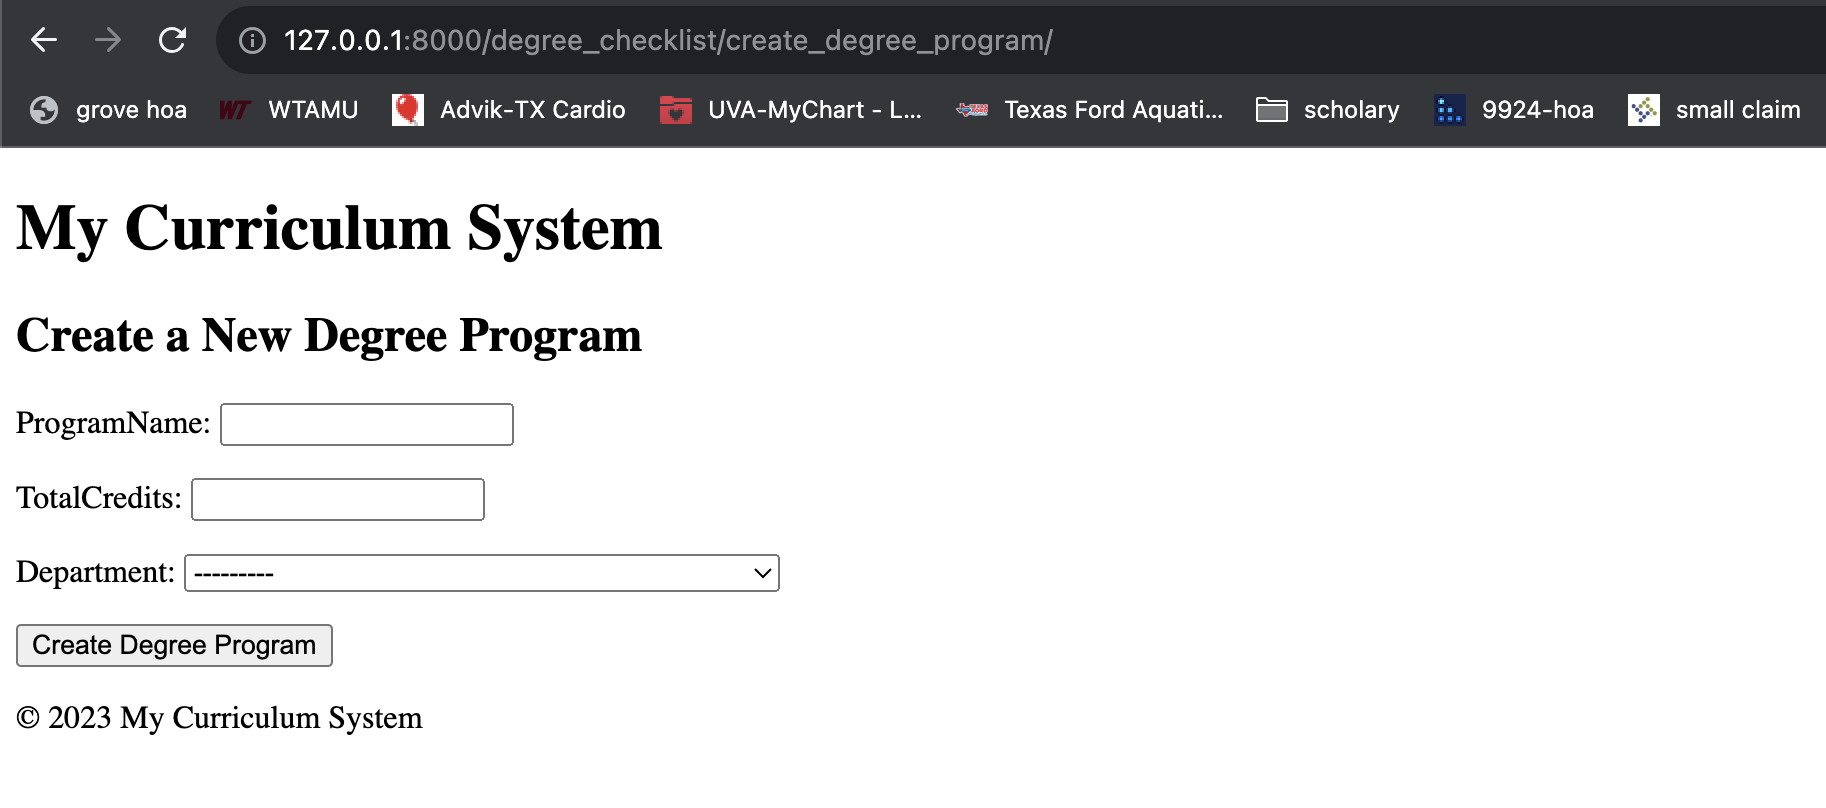 127.0.0.1:8000/degree_checklist/create_degree_program/
grove hoa WT WTAMU Advik-TX Cardio UVA-MyChart - L... Texas Ford Aquati... scholary 9924-hoa small claim
My Curriculum System
Create a New Degree Program
ProgramName:
TotalCredits:
Department: ---------
Create Degree Program
© 2023 My Curriculum System